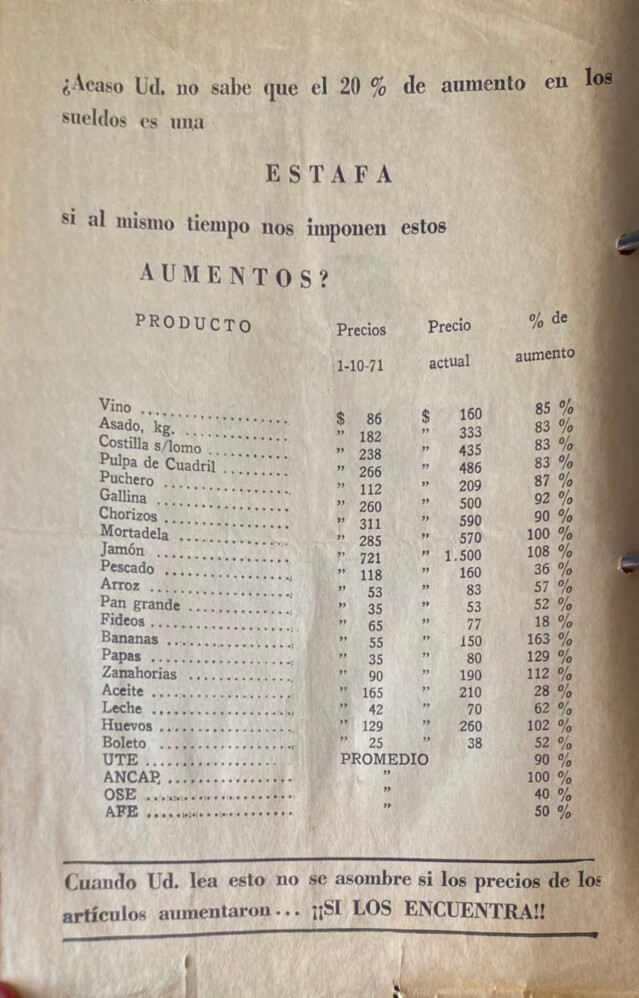 ¿Acaso Ud. no sabe que el 20 % de aumento en los
sueldos es una
ESTAFA
si al mismo tiempo nos imponen estos
AUMENTOS?
PRODUCTO Precios Precio % de
1-10-71 actual aumento
Vino .................... $ 86 $ 160 85 %
Asado, kg. .............. " 182 " 333 83 %
Costilla s/lomo ........... " 238 " 435 83 %
Pulpa de Cuadril ........ " 266 " 486 83 %
Puchero ................. " 112 " 209 87 %
Gallina .................. " 260 " 500 92 %
Chorizos ................. " 311 " 590 90 %
Mortadela ............... " 285 " 570 100 %
Jamón .................. " 721 " 1.500 108 %
Pescado ................. " 118 " 160 36 %
Arroz ................... " 53 " 83 57 %
Pan grande .............. " 35 " 53 52 %
Fideos ................... " 65 " 77 18 %
Bananas ................. " 55 " 150 163 %
Papas ................... " 35 " 80 129 %
Zanahorias .............. " 90 " 190 112 %
Aceite ................... " 165 " 210 28 %
Leche ................... " 42 " 70 62 %
Huevos .................. " 129 " 260 102 %
Boleto ................... " 25 " 38 52 %
UTE .................... PROMEDIO 90 %
ANCAP, ................. " 100 %
OSE .................... " 40 %
AFE .................... " 50 %
Cuando Ud. lea esto no se asombre si los precios de los
artículos aumentaron... ¡¡SI LOS ENCUENTRA!!